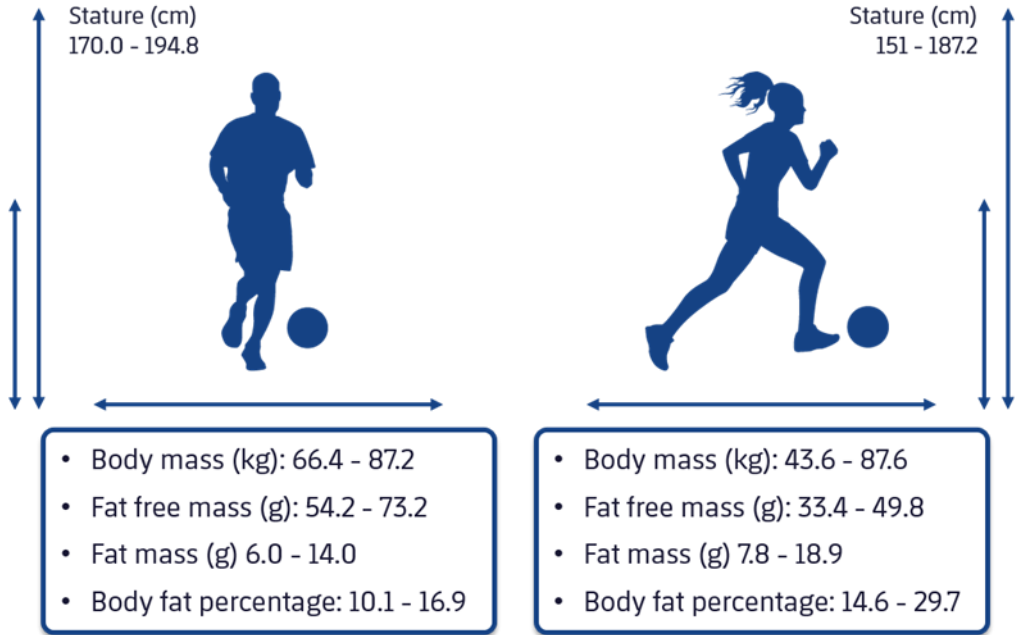 Stature (cm)
170.0 - 194.8
Stature (cm)
151 - 187.2
• Body mass (kg): 66.4 - 87.2
• Fat free mass (g): 54.2 - 73.2
• Fat mass (g) 6.0 - 14.0
• Body fat percentage: 10.1 - 16.9
• Body mass (kg): 43.6 - 87.6
• Fat free mass (g): 33.4 - 49.8
• Fat mass (g) 7.8 - 18.9
• Body fat percentage: 14.6 - 29.7